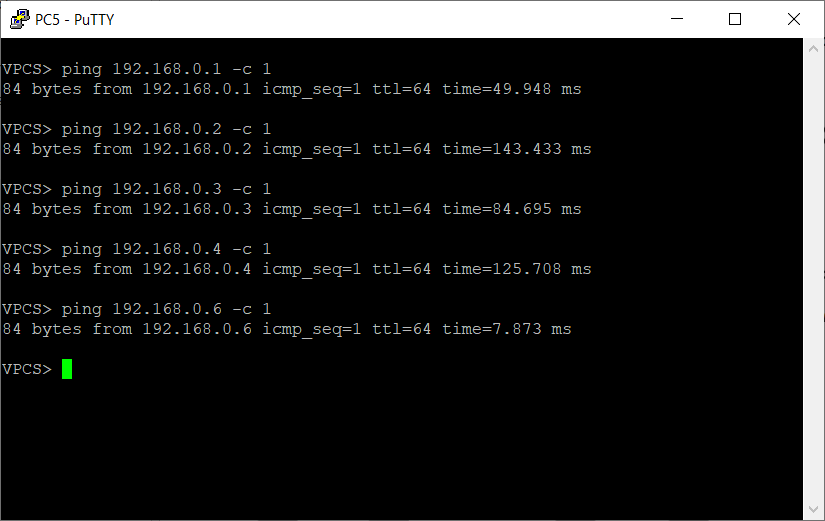 PC5 - PuTTY
VPCS> ping 192.168.0.1 -c 1
84 bytes from 192.168.0.1 icmp_seq=1 ttl=64 time=49.948 ms
VPCS> ping 192.168.0.2 -c 1
84 bytes from 192.168.0.2 icmp_seq=1 ttl=64 time=143.433 ms
VPCS> ping 192.168.0.3 -c 1
84 bytes from 192.168.0.3 icmp_seq=1 ttl=64 time=84.695 ms
VPCS> ping 192.168.0.4 -c 1
84 bytes from 192.168.0.4 icmp_seq=1 ttl=64 time=125.708 ms
VPCS> ping 192.168.0.6 -c 1
84 bytes from 192.168.0.6 icmp_seq=1 ttl=64 time=7.873 ms
VPCS>